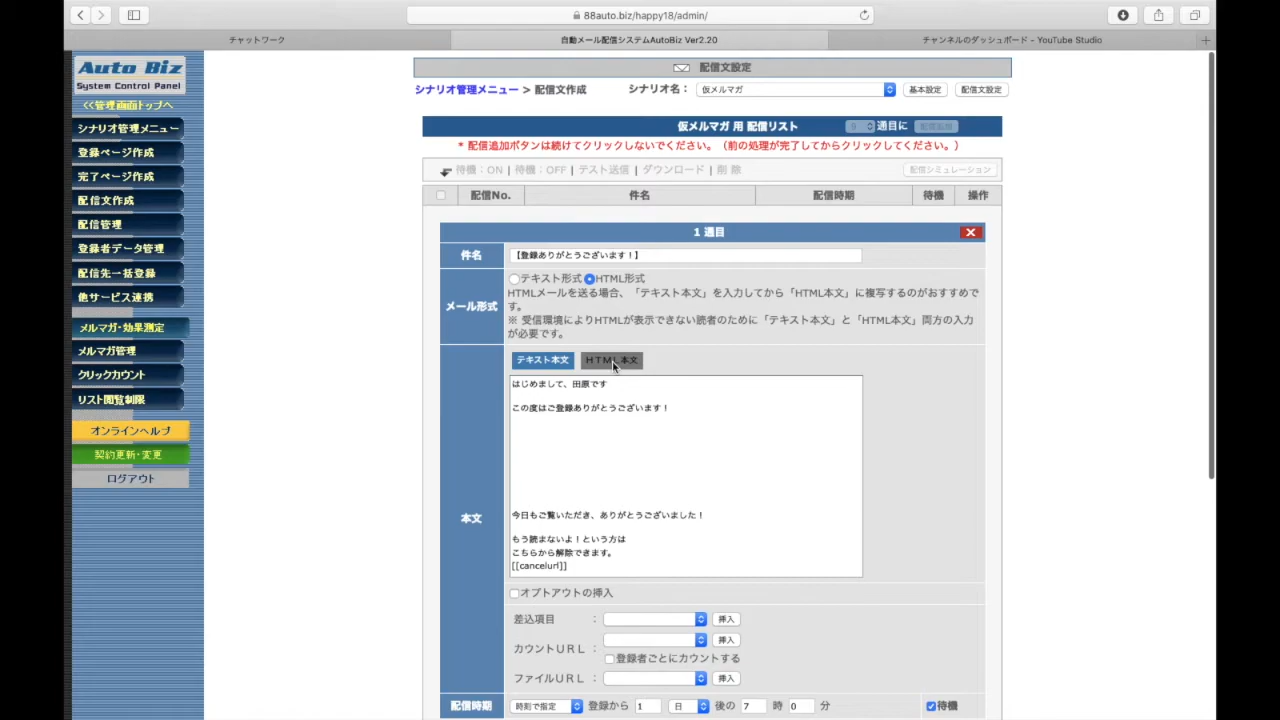 88auto.biz/happy18/admin/
チャットワーク
自動メール配信システムAutoBiz Ver2.20
チャンネルのダッシュボード - YouTube Studio
Auto Biz
System Control Panel
<<管理画面トップへ
シナリオ管理メニュー
登録ページ作成
完了ページ作成
配信文作成
配信管理
登録者データ管理
配信先一括登録
他サービス連携
メルマガ・効果測定
メルマガ管理
クリックカウント
リスト閲覧制限
オンラインヘルプ
契約更新・変更
ログアウト
配信文設定
シナリオ管理メニュー > 配信文作成
シナリオ名：
仮メルマガ
基本設定
配信文設定
仮メルマガ 用 配信リスト
通目に
配信追加
* 配信追加ボタンは続けてクリックしないでください。（前の処理が完了してからクリックしてください。）
待機：ON | 待機：OFF | テスト送信 | ダウンロード | 削 除
配信シミュレーション
配信No.
件名
配信時期
待機
操作
1 通目
件名
【登録ありがとうございます！】
メール形式
テキスト形式 HTML形式
HTMLメールを送る場合、「テキスト本文」を入力してから「HTML本文」に複写するのがおすすめで
す。
※ 受信環境によりHTMLが表示できない読者のために「テキスト本文」と「HTML本文」両方の入力
が必要です。
本文
テキスト本文
ＨＴＭＬ本文
はじめまして、田原です
この度はご登録ありがとうございます！
今日もご覧いただき、ありがとうございました！
もう読まないよ！という方は
こちらから解除できます。
[[cancelurl]]
オプトアウトの挿入
差込項目 ：
挿入
カウントＵＲＬ ：
挿入
登録者ごとにカウントする
ファイルＵＲＬ ：
挿入
配信時期
時刻で指定 登録から 1 日 後の 7 時 0 分
待機